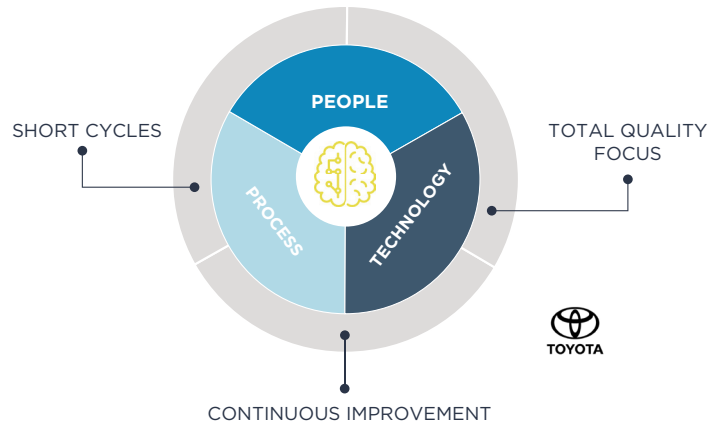 PEOPLE
SHORT CYCLES
TOTAL QUALITY
FOCUS
PROCESS
TECHNOLOGY
TOYOTA
CONTINUOUS IMPROVEMENT